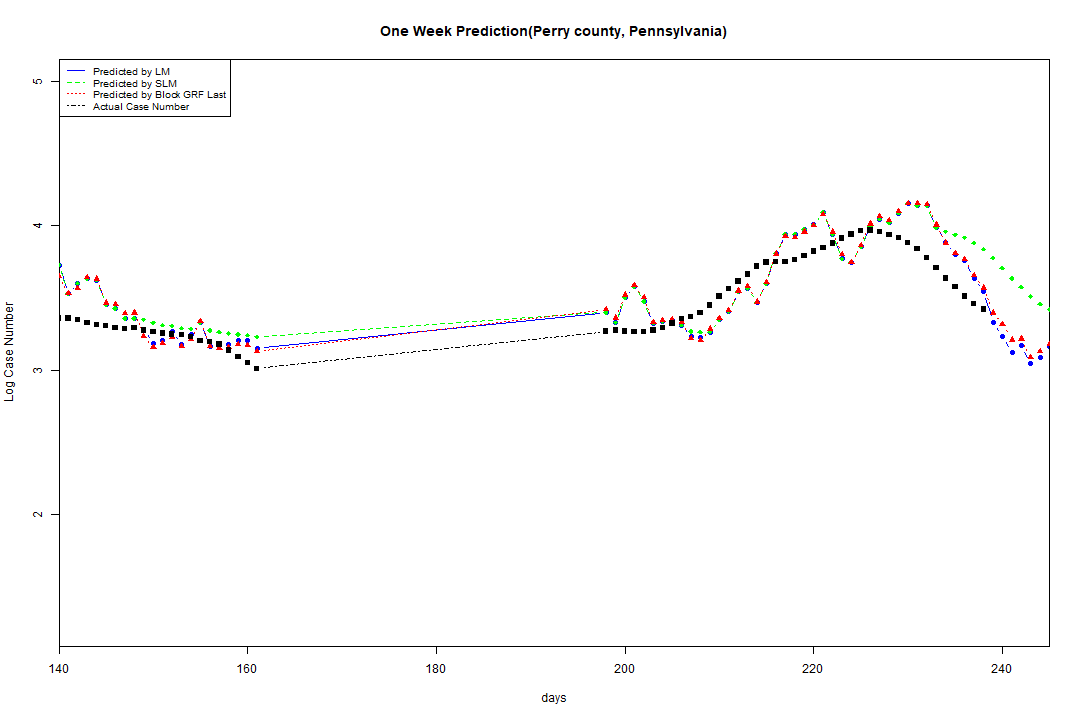 One Week Prediction(Perry county, Pennsylvania)
Predicted by LM
Predicted by SLM
Predicted by Block GRF Last
Actual Case Number
5
4
3
2
Log Case Number
140 160 180 200 220 240
days